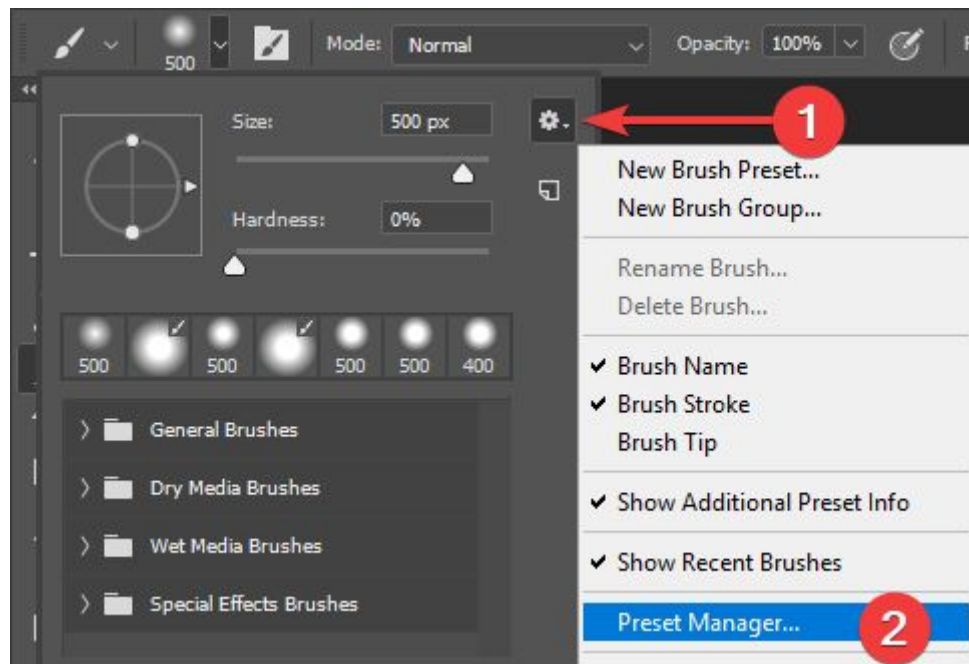 500 Mode: Normal Opacity: 100% F
Size: 500 px
1
Hardness: 0%
500 500 500 500 400
General Brushes
Dry Media Brushes
Wet Media Brushes
Special Effects Brushes
New Brush Preset...
New Brush Group...
Rename Brush...
Delete Brush...
Brush Name
Brush Stroke
Brush Tip
Show Additional Preset Info
Show Recent Brushes
Preset Manager... 2